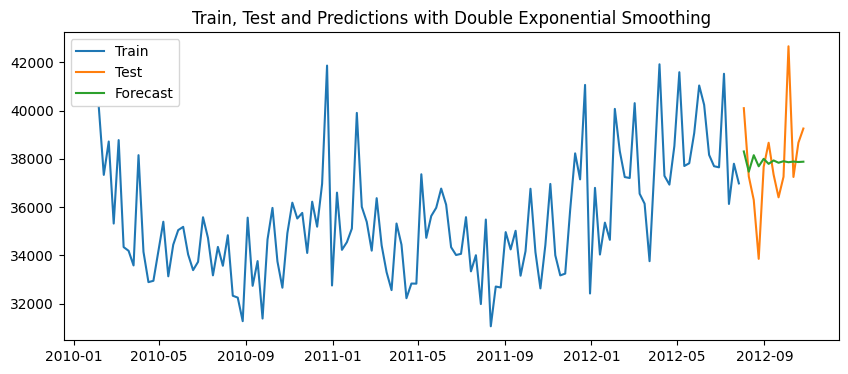 Train, Test and Predictions with Double Exponential Smoothing
Train
Test
Forecast
42000
40000
38000
36000
34000
32000
2010-01 2010-05 2010-09 2011-01 2011-05 2011-09 2012-01 2012-05 2012-09